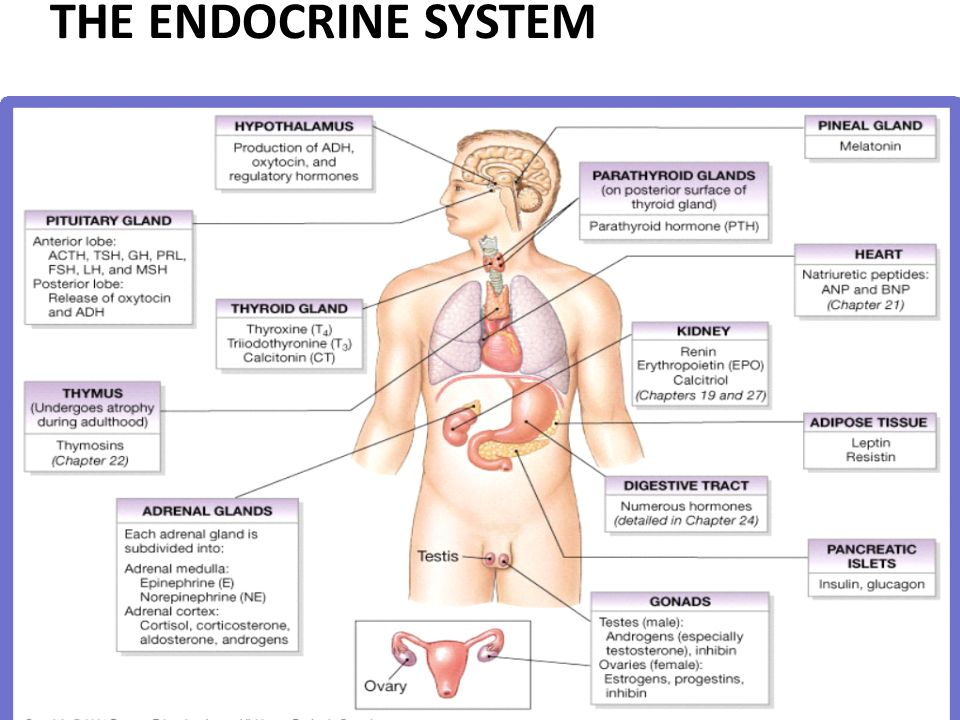 THE ENDOCRINE SYSTEM
HYPOTHALAMUS
Production of ADH,
oxytocin, and
regulatory hormones
PINEAL GLAND
Melatonin
PARATHYROID GLANDS
(on posterior surface of
thyroid gland)
Parathyroid hormone (PTH)
PITUITARY GLAND
Anterior lobe:
ACTH, TSH, GH, PRL,
FSH, LH, and MSH
Posterior lobe:
Release of oxytocin
and ADH
HEART
Natriuretic peptides:
ANP and BNP
(Chapter 21)
THYROID GLAND
Thyroxine (T4)
Triiodothyronine (T3)
Calcitonin (CT)
KIDNEY
Renin
Erythropoietin (EPO)
Calcitriol
(Chapters 19 and 27)
THYMUS
(Undergoes atrophy
during adulthood)
Thymosins
(Chapter 22)
ADIPOSE TISSUE
Leptin
Resistin
DIGESTIVE TRACT
Numerous hormones
(detailed in Chapter 24)
ADRENAL GLANDS
Each adrenal gland is
subdivided into:
Adrenal medulla:
Epinephrine (E)
Norepinephrine (NE)
Adrenal cortex:
Cortisol, corticosterone,
aldosterone, androgens
PANCREATIC
ISLETS
Insulin, glucagon
Testis
GONADS
Testes (male):
Androgens (especially
testosterone), inhibin
Ovaries (female):
Estrogens, progestins,
inhibin
Ovary